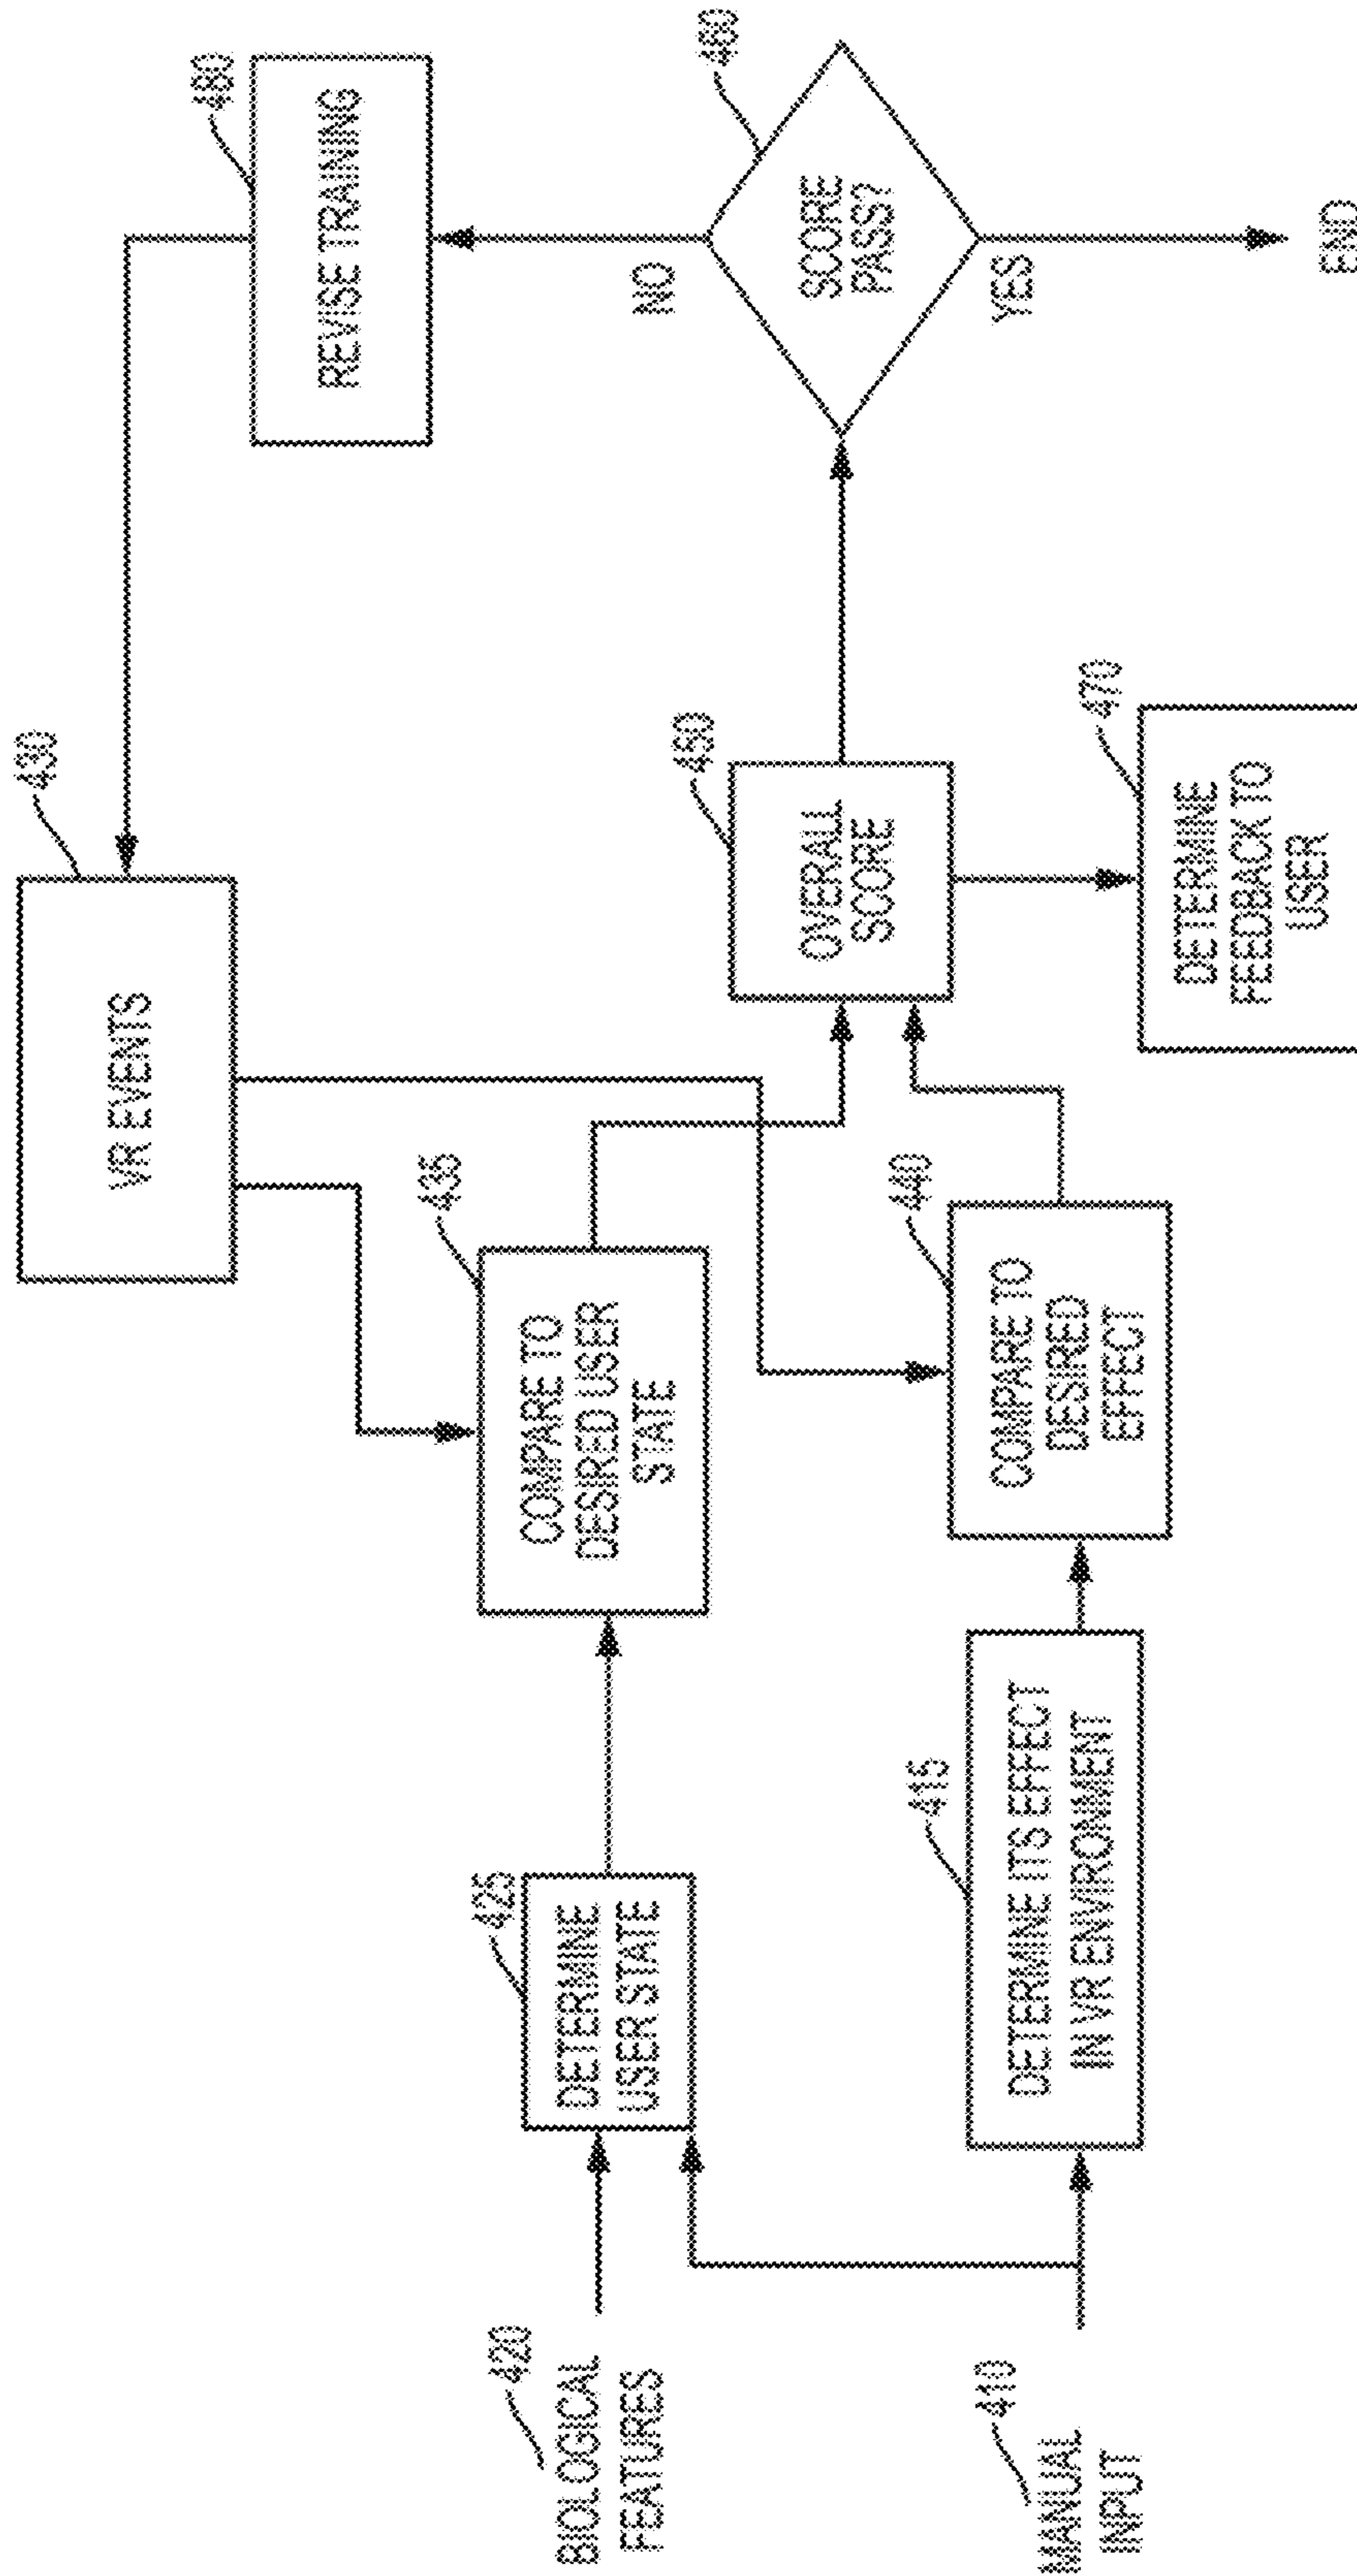 430
VR EVENTS
480
REVISE TRAINING
420
BIOLOGICAL
FEATURES
425
DETERMINE
USER STATE
435
COMPARE TO
DESIRED USER
STATE
NO
450
OVERALL
SCORE
460
SCORE
PASS?
YES
410
MANUAL
INPUT
415
DETERMINE ITS EFFECT
IN VR ENVIRONMENT
440
COMPARE TO
DESIRED
EFFECT
470
DETERMINE
FEEDBACK TO
USER
END